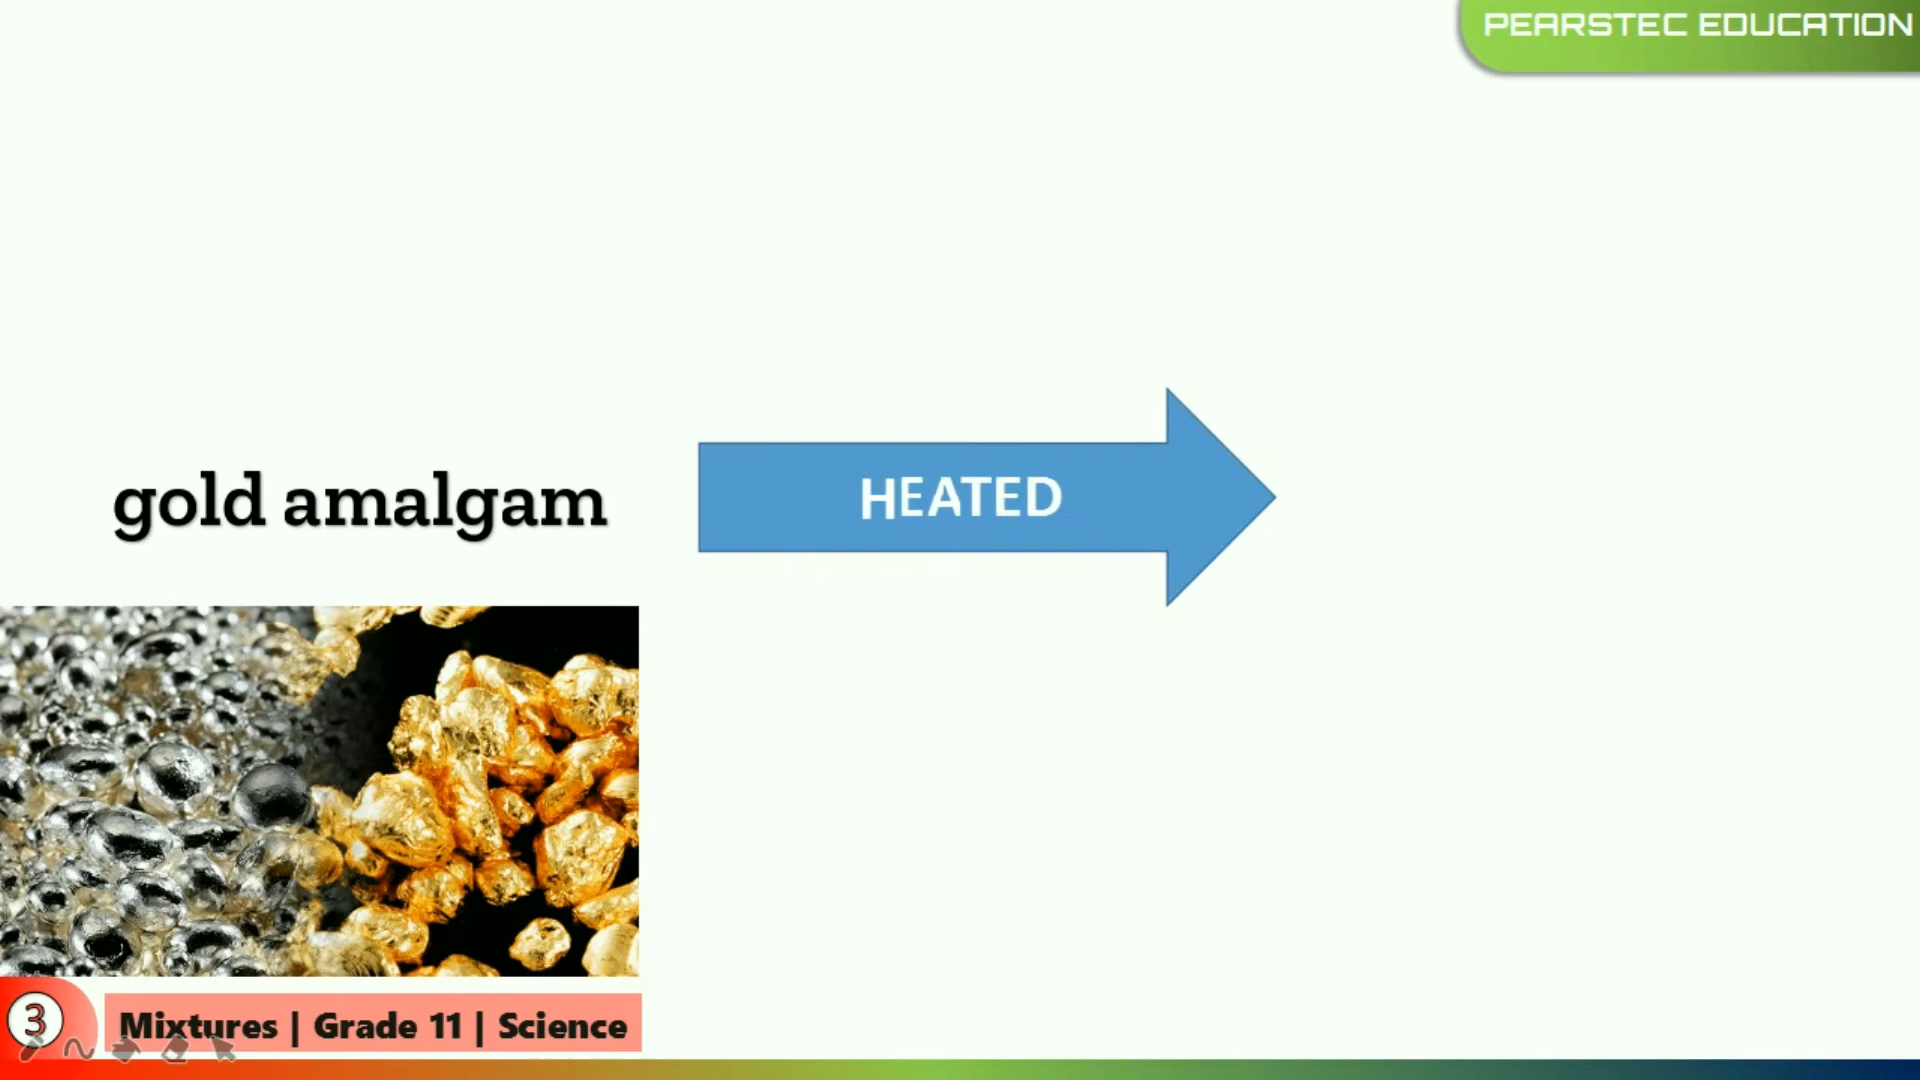 PEARSTEC EDUCATION
gold amalgam
HEATED
3
Mixtures | Grade 11 | Science